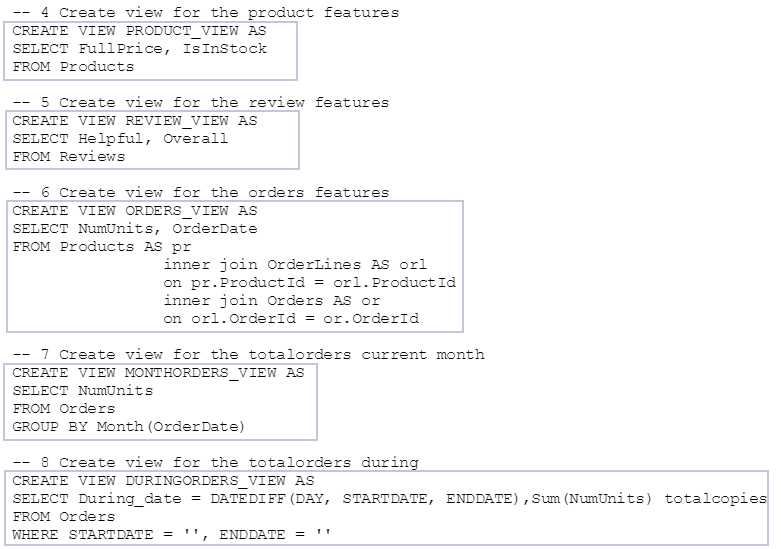 -- 4 Create view for the product features
CREATE VIEW PRODUCT_VIEW AS
SELECT FullPrice, IsInStock
FROM Products
-- 5 Create view for the review features
CREATE VIEW REVIEW_VIEW AS
SELECT Helpful, Overall
FROM Reviews
-- 6 Create view for the orders features
CREATE VIEW ORDERS_VIEW AS
SELECT NumUnits, OrderDate
FROM Products AS pr
inner join OrderLines AS orl
on pr.ProductId = orl.ProductId
inner join Orders AS or
on orl.OrderId = or.OrderId
-- 7 Create view for the totalorders current month
CREATE VIEW MONTHORDERS_VIEW AS
SELECT NumUnits
FROM Orders
GROUP BY Month(OrderDate)
-- 8 Create view for the totalorders during
CREATE VIEW DURINGORDERS_VIEW AS
SELECT During_date = DATEDIFF(DAY, STARTDATE, ENDDATE),Sum(NumUnits) totalcopies
FROM Orders
WHERE STARTDATE = '', ENDDATE = ''